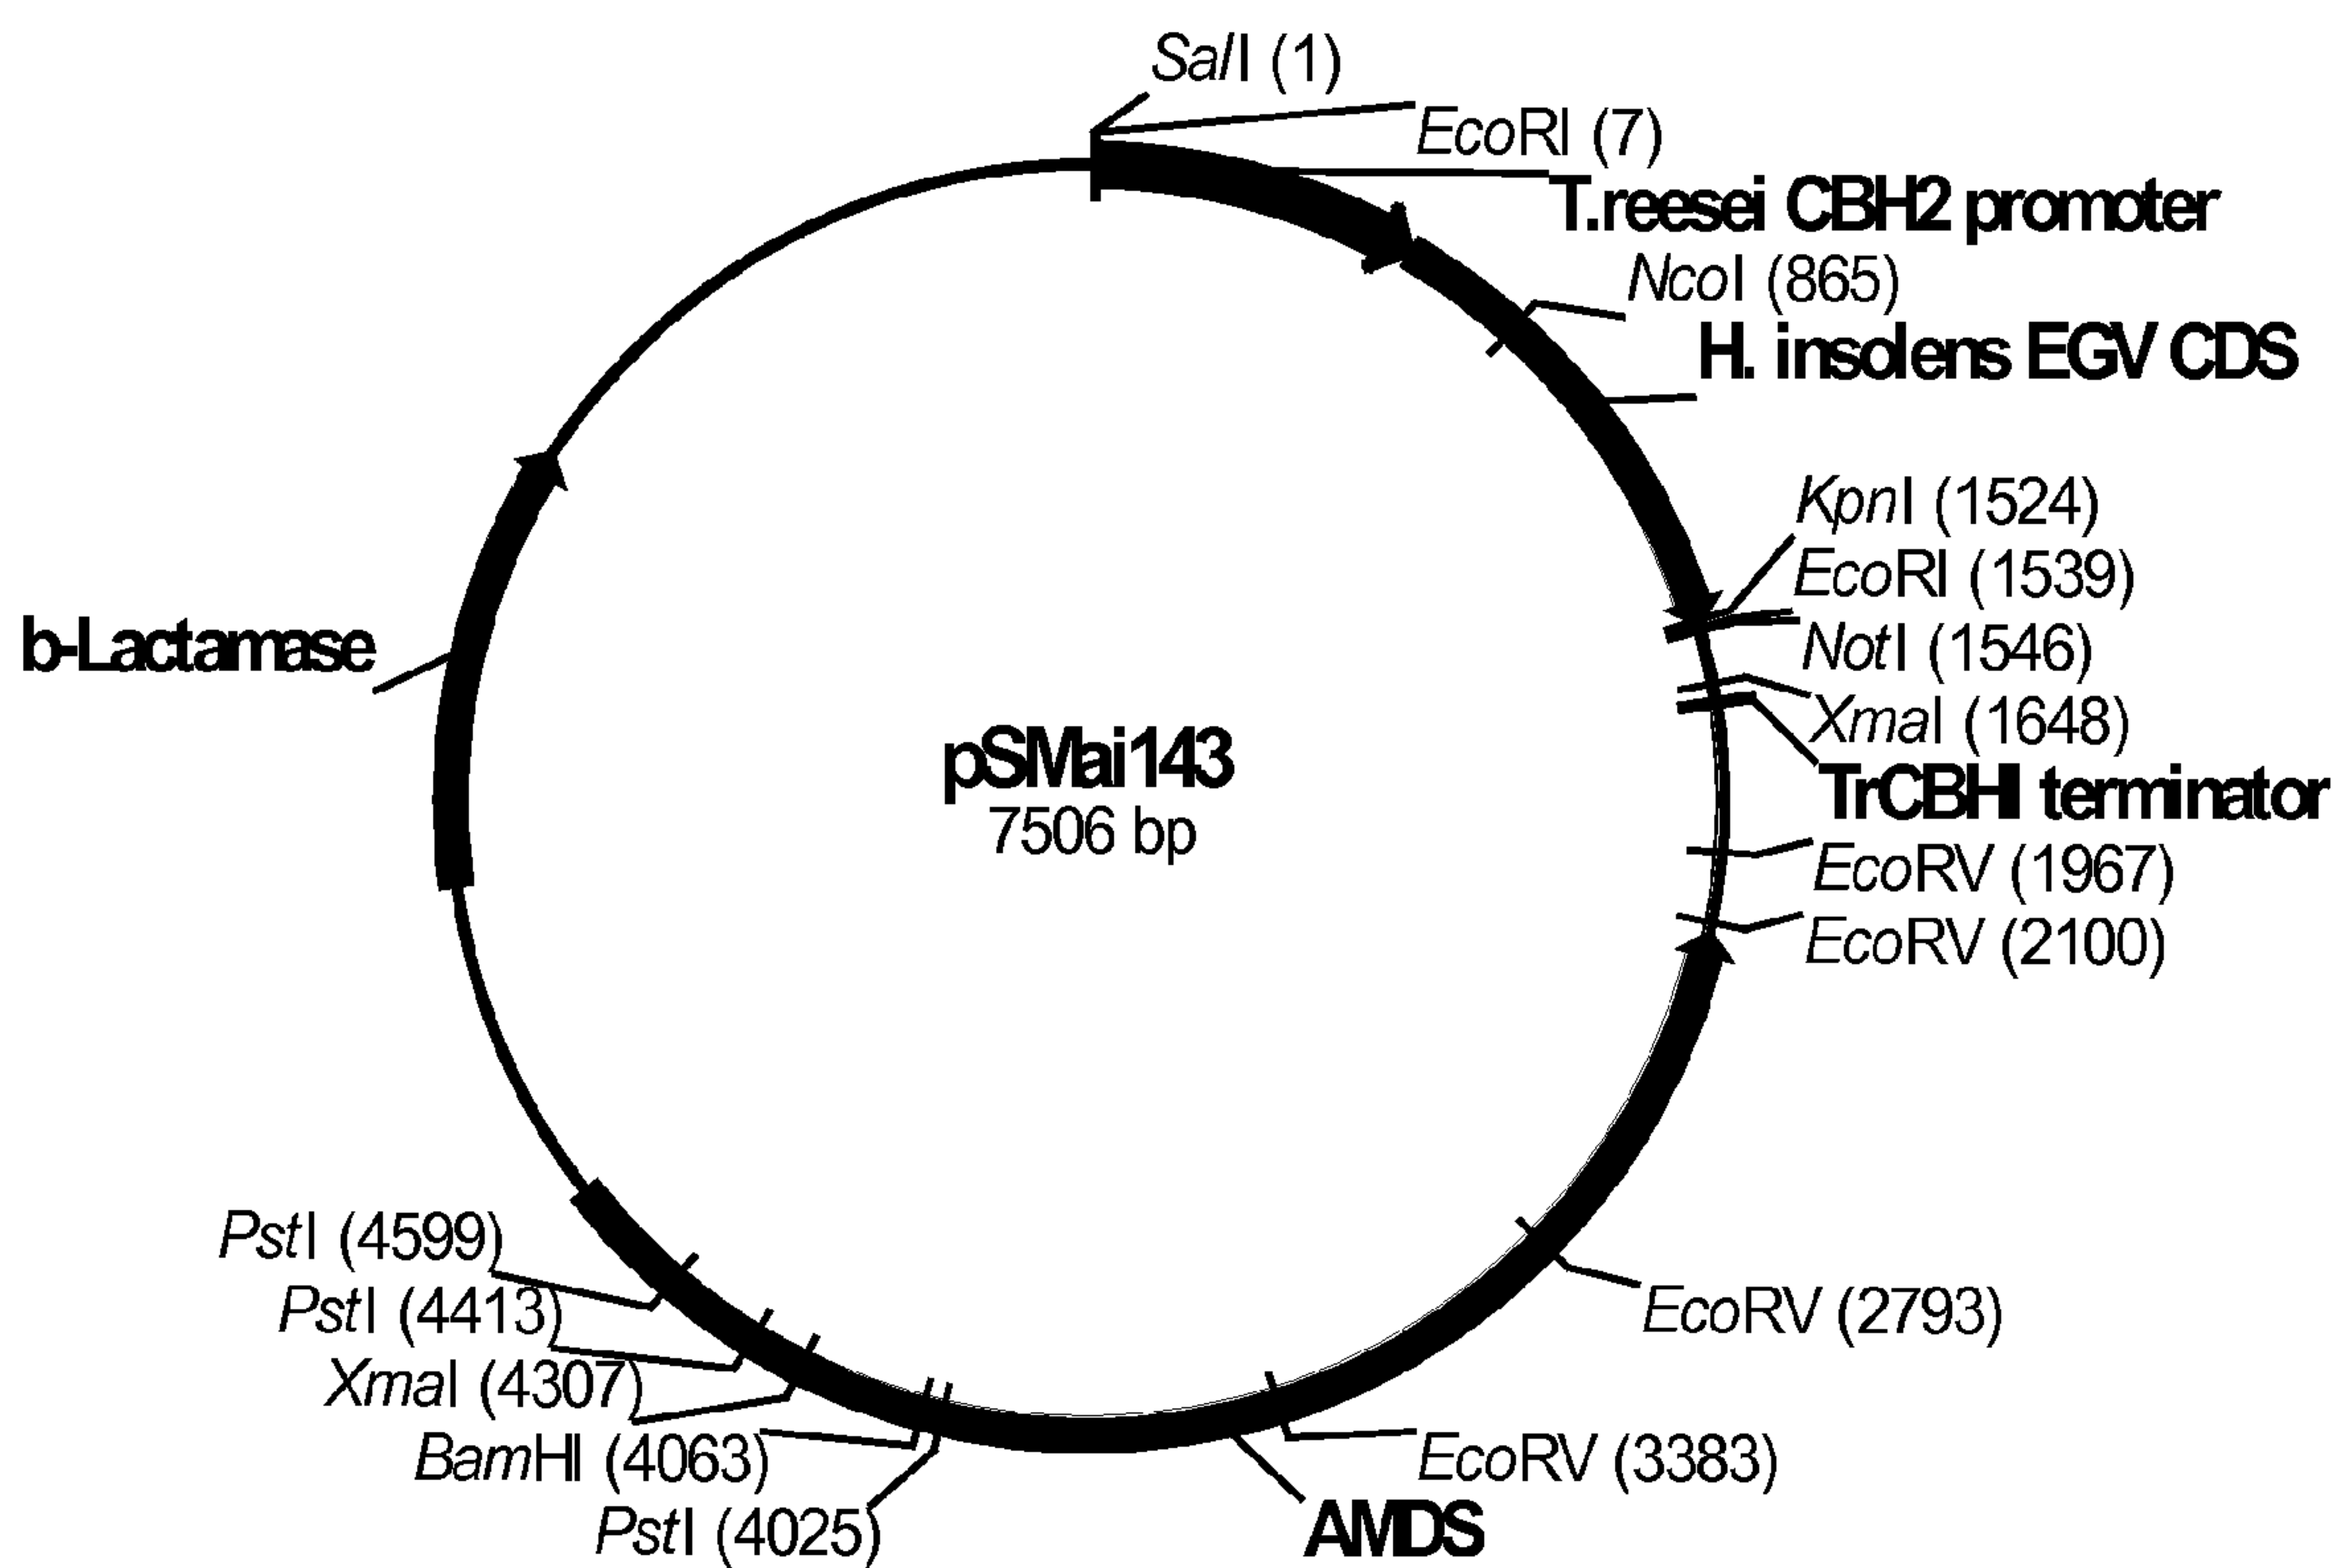 SalI (1)
EcoRI (7)
T.reesei CBH2 promoter
NcoI (865)
H. insolens EGV CDS
KpnI (1524)
EcoRI (1539)
NotI (1546)
XmaI (1648)
TrCBHI terminator
EcoRV (1967)
EcoRV (2100)
b-Lactamase
pSMai143
7506 bp
EcoRV (2793)
EcoRV (3383)
AMDS
PstI (4599)
PstI (4413)
XmaI (4307)
BamHI (4063)
PstI (4025)